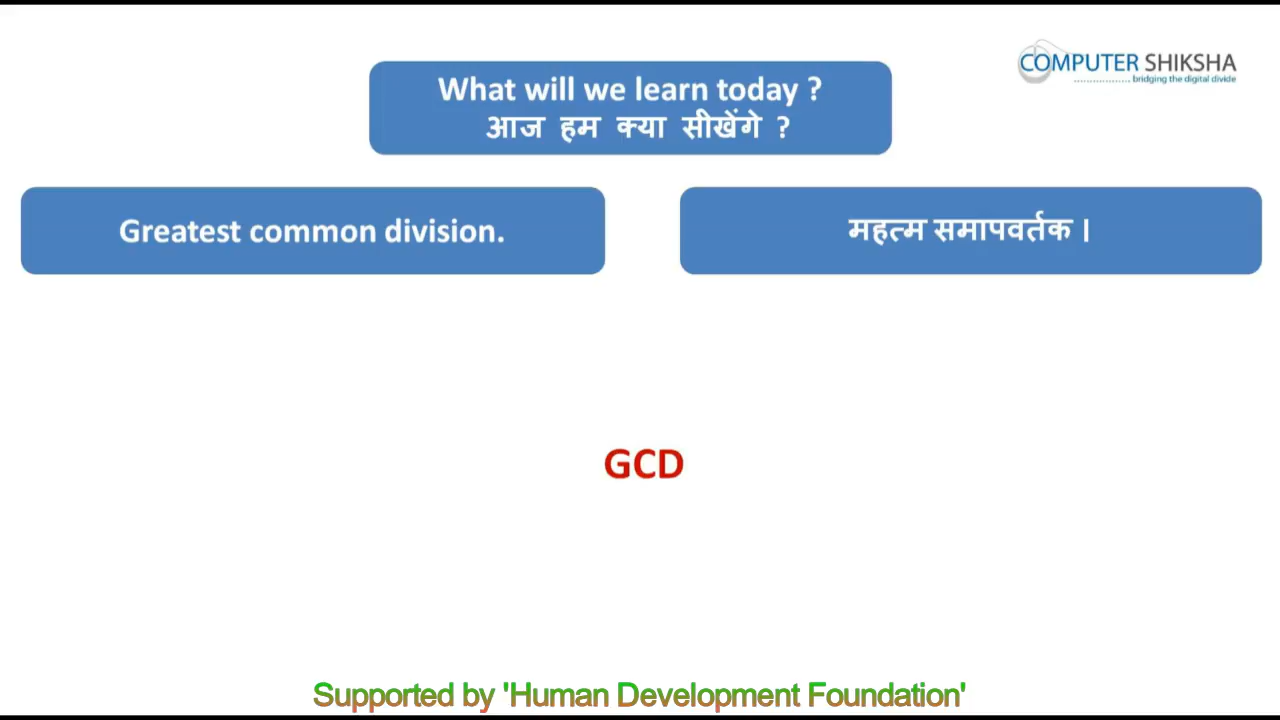 COMPUTER SHIKSHA
bridging the digital divide
What will we learn today ?
आज हम क्या सीखेंगे ?
Greatest common division.
महत्म समापवर्तक ।
GCD
Supported by 'Human Development Foundation'